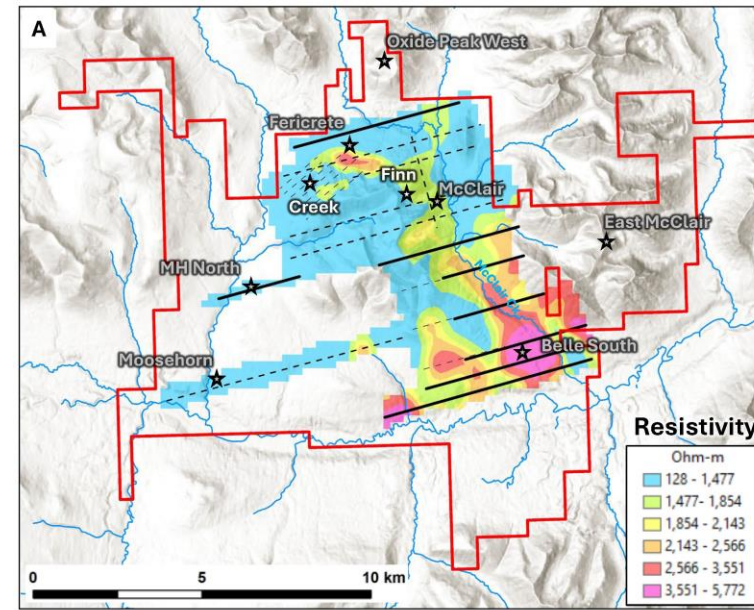 A
Oxide Peak West
Fericrete
Finn
McClair
Creek
East McClair
MH North
McClair Ck.
Moosehorn
Belle South
Resistivity
Ohm-m
128 - 1,477
1,477- 1,854
1,854 - 2,143
2,143 - 2,566
2,566 - 3,551
3,551 - 5,772
0 5 10 km